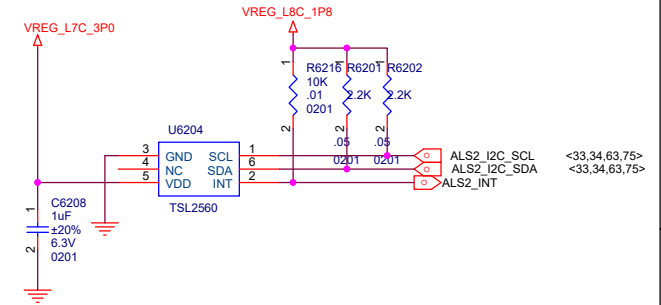 VREG_L8C_1P8
VREG_L7C_3P0
1 1 1
R6216 R6201 R6202
10K 2.2K 2.2K
.01
0201
2 2 2
.05 .05
0201 0201
U6204
3 GND SCL 1
4 NC SDA 6
5 VDD INT 2
TSL2560
ALS2_I2C_SCL <33,34,63,75>
ALS2_I2C_SDA <33,34,63,75>
ALS2_INT
1
C6208
1uF
±20%
6.3V
0201
2